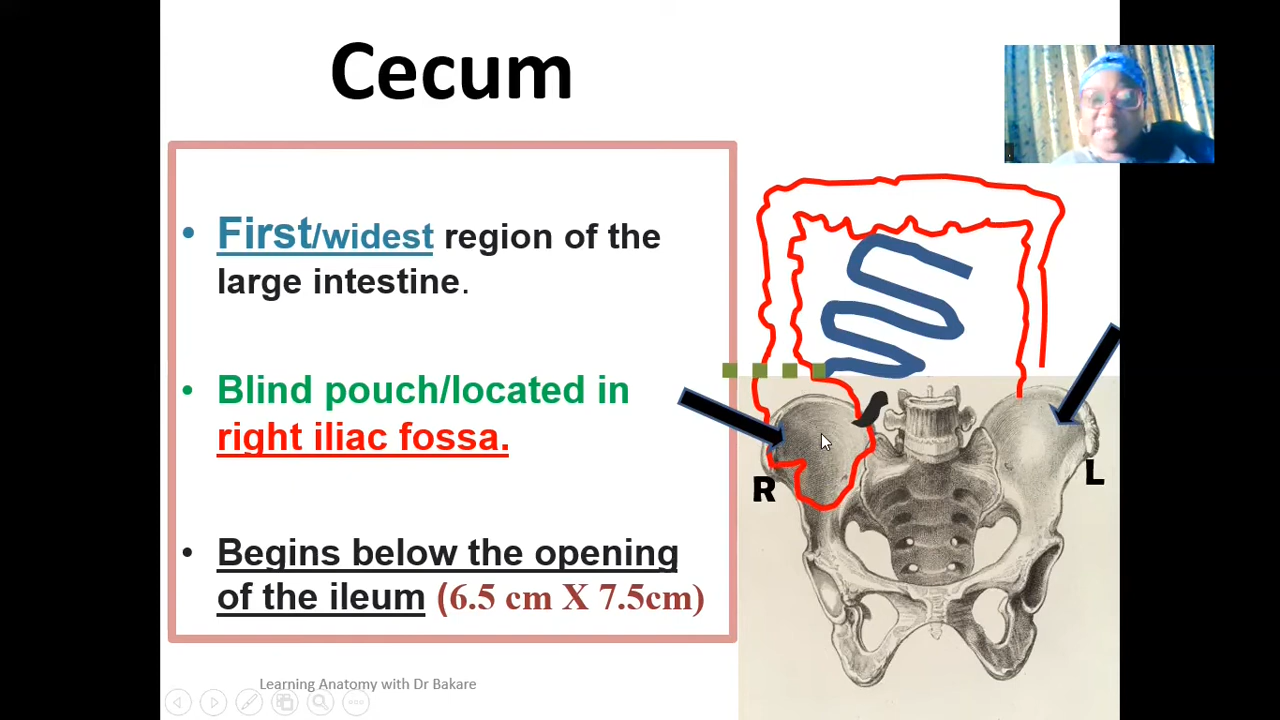 Cecum
• First/widest region of the
large intestine.
• Blind pouch/located in
right iliac fossa.
• Begins below the opening
of the ileum (6.5 cm X 7.5cm)
R
L
Learning Anatomy with Dr Bakare